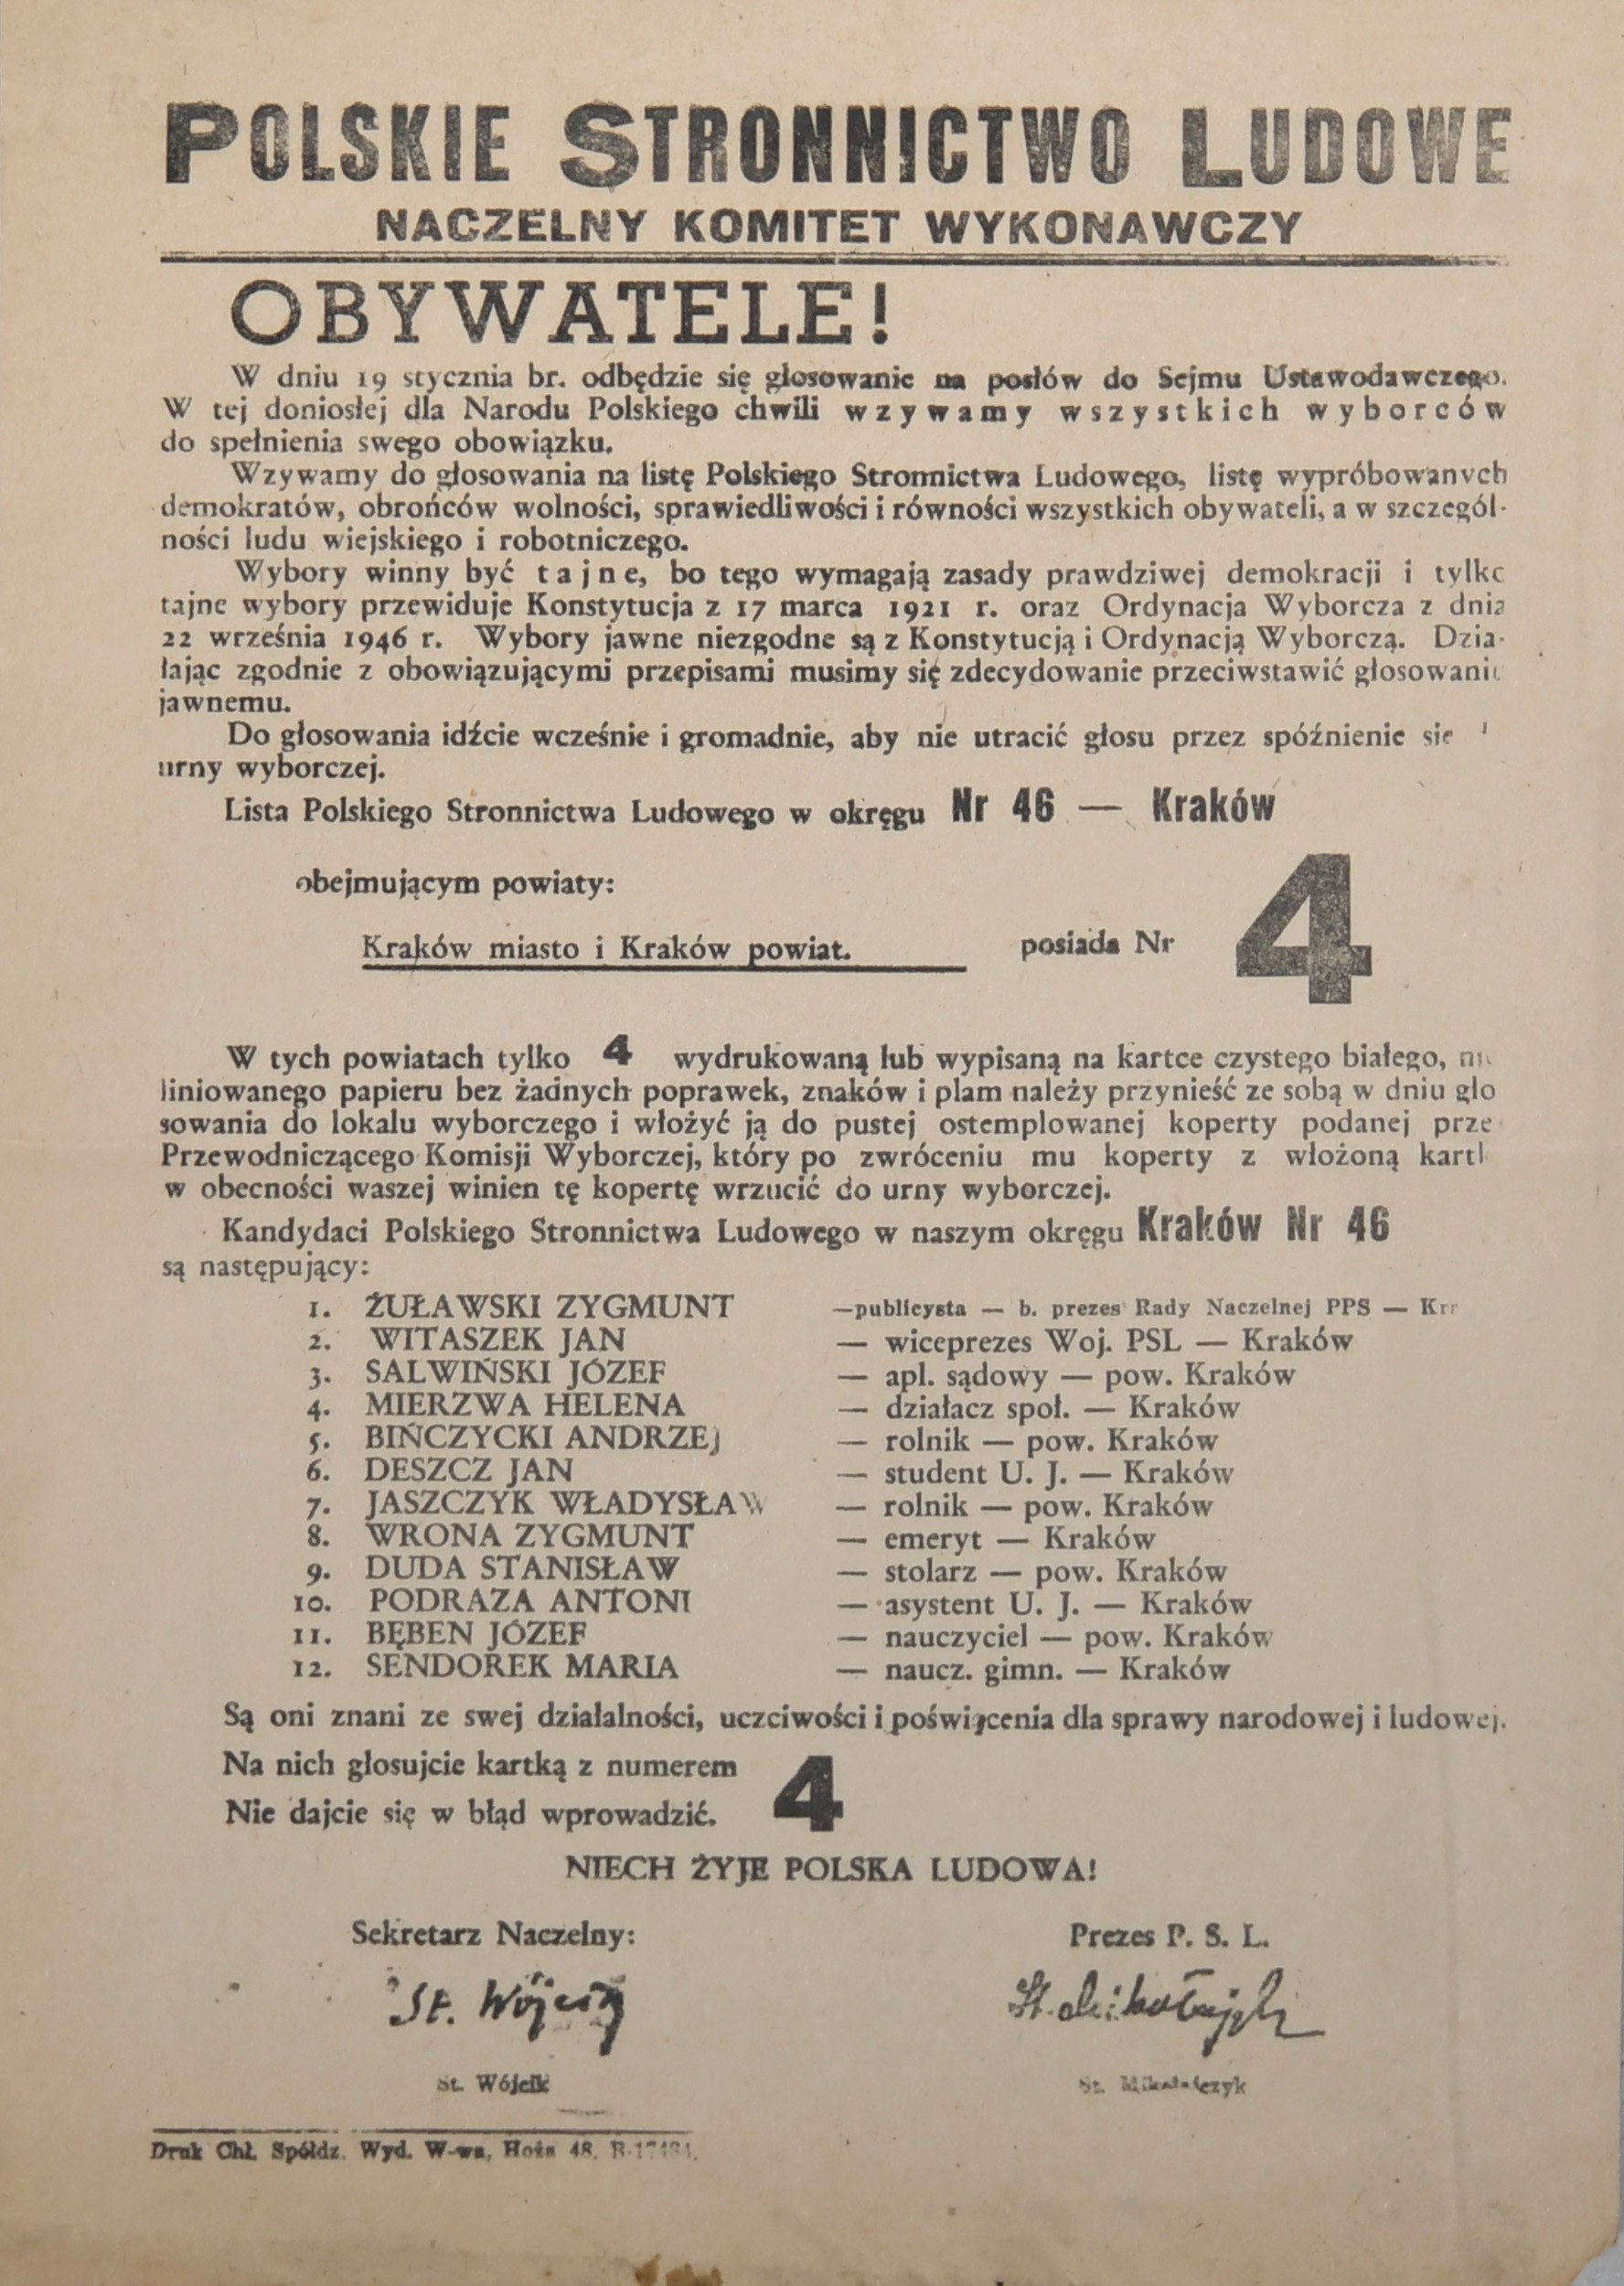 POLSKIE STRONNICTWO LUDOWE
NACZELNY KOMITET WYKONAWCZY
OBYWATELE!
W dniu 19 stycznia br. odbędzie się głosowanie na posłów do Sejmu Ustawodawczego.
W tej doniosłej dla Narodu Polskiego chwili wzywamy wszystkich wyborców
do spełnienia swego obowiązku.
Wzywamy do głosowania na listę Polskiego Stronnictwa Ludowego, listę wypróbowanych
demokratów, obrońców wolności, sprawiedliwości i równości wszystkich obywateli, a w szczegól-
ności ludu wiejskiego i robotniczego.
Wybory winny być tajne, bo tego wymagają zasady prawdziwej demokracji i tylko
tajne wybory przewiduje Konstytucja z 17 marca 1921 r. oraz Ordynacja Wyborcza z dnia
22 września 1946 r. Wybory jawne niezgodne są z Konstytucją i Ordynacją Wyborczą. Dzia-
łając zgodnie z obowiązującymi przepisami musimy się zdecydowanie przeciwstawić głosowaniu
jawnemu.
Do głosowania idźcie wcześnie i gromadnie, aby nie utracić głosu przez spóźnienie się
urny wyborczej.
Lista Polskiego Stronnictwa Ludowego w okręgu Nr 46 — Kraków
obejmującym powiaty:
Kraków miasto i Kraków powiat. posiada Nr 4
W tych powiatach tylko 4 wydrukowaną lub wypisaną na kartce czystego białego,
liniowanego papieru bez żadnych poprawek, znaków i plam należy przynieść ze sobą w dniu gło
sowania do lokalu wyborczego i włożyć ją do pustej ostemplowanej koperty podanej prze
Przewodniczącego Komisji Wyborczej, który po zwróceniu mu koperty z włożoną
w obecności waszej winien tę kopertę wrzucić do urny wyborczej.
Kandydaci Polskiego Stronnictwa Ludowego w naszym okręgu Kraków Nr 46
są następujący:
1. ŻUŁAWSKI ZYGMUNT — publicysta — b. prezes Rady Naczelnej PPS —
2. WITASZEK JAN — wiceprezes Woj. PSL — Kraków
3. SALWIŃSKI JÓZEF — apl. sądowy — pow. Kraków
4. MIERZWA HELENA — działacz społ. — Kraków
5. BIŃCZYCKI ANDRZEJ — rolnik — pow. Kraków
6. DESZCZ JAN — student U. J. — Kraków
7. JASZCZYK WŁADYSŁAW — rolnik — pow. Kraków
8. WRONA ZYGMUNT — emeryt — Kraków
9. DUDA STANISŁAW — stolarz — pow. Kraków
10. PODRAZA ANTONI — asystent U. J. — Kraków
11. BĘBEN JÓZEF — nauczyciel — pow. Kraków
12. SENDOREK MARIA — naucz. gimn. — Kraków
Są oni znani ze swej działalności, uczciwości i poświęcenia dla sprawy narodowej i ludowej.
Na nich głosujcie kartką z numerem 4
Nie dajcie się w błąd wprowadzić.
NIECH ŻYJE POLSKA LUDOWA!
Sekretarz Naczelny: Prezes P. S. L.
St. Wójcik St. Mikołajczyk
St. Wójcik St. Mikołajczyk
Druk Chł. Spółdz. Wyd. W-wa, Hoża 48.